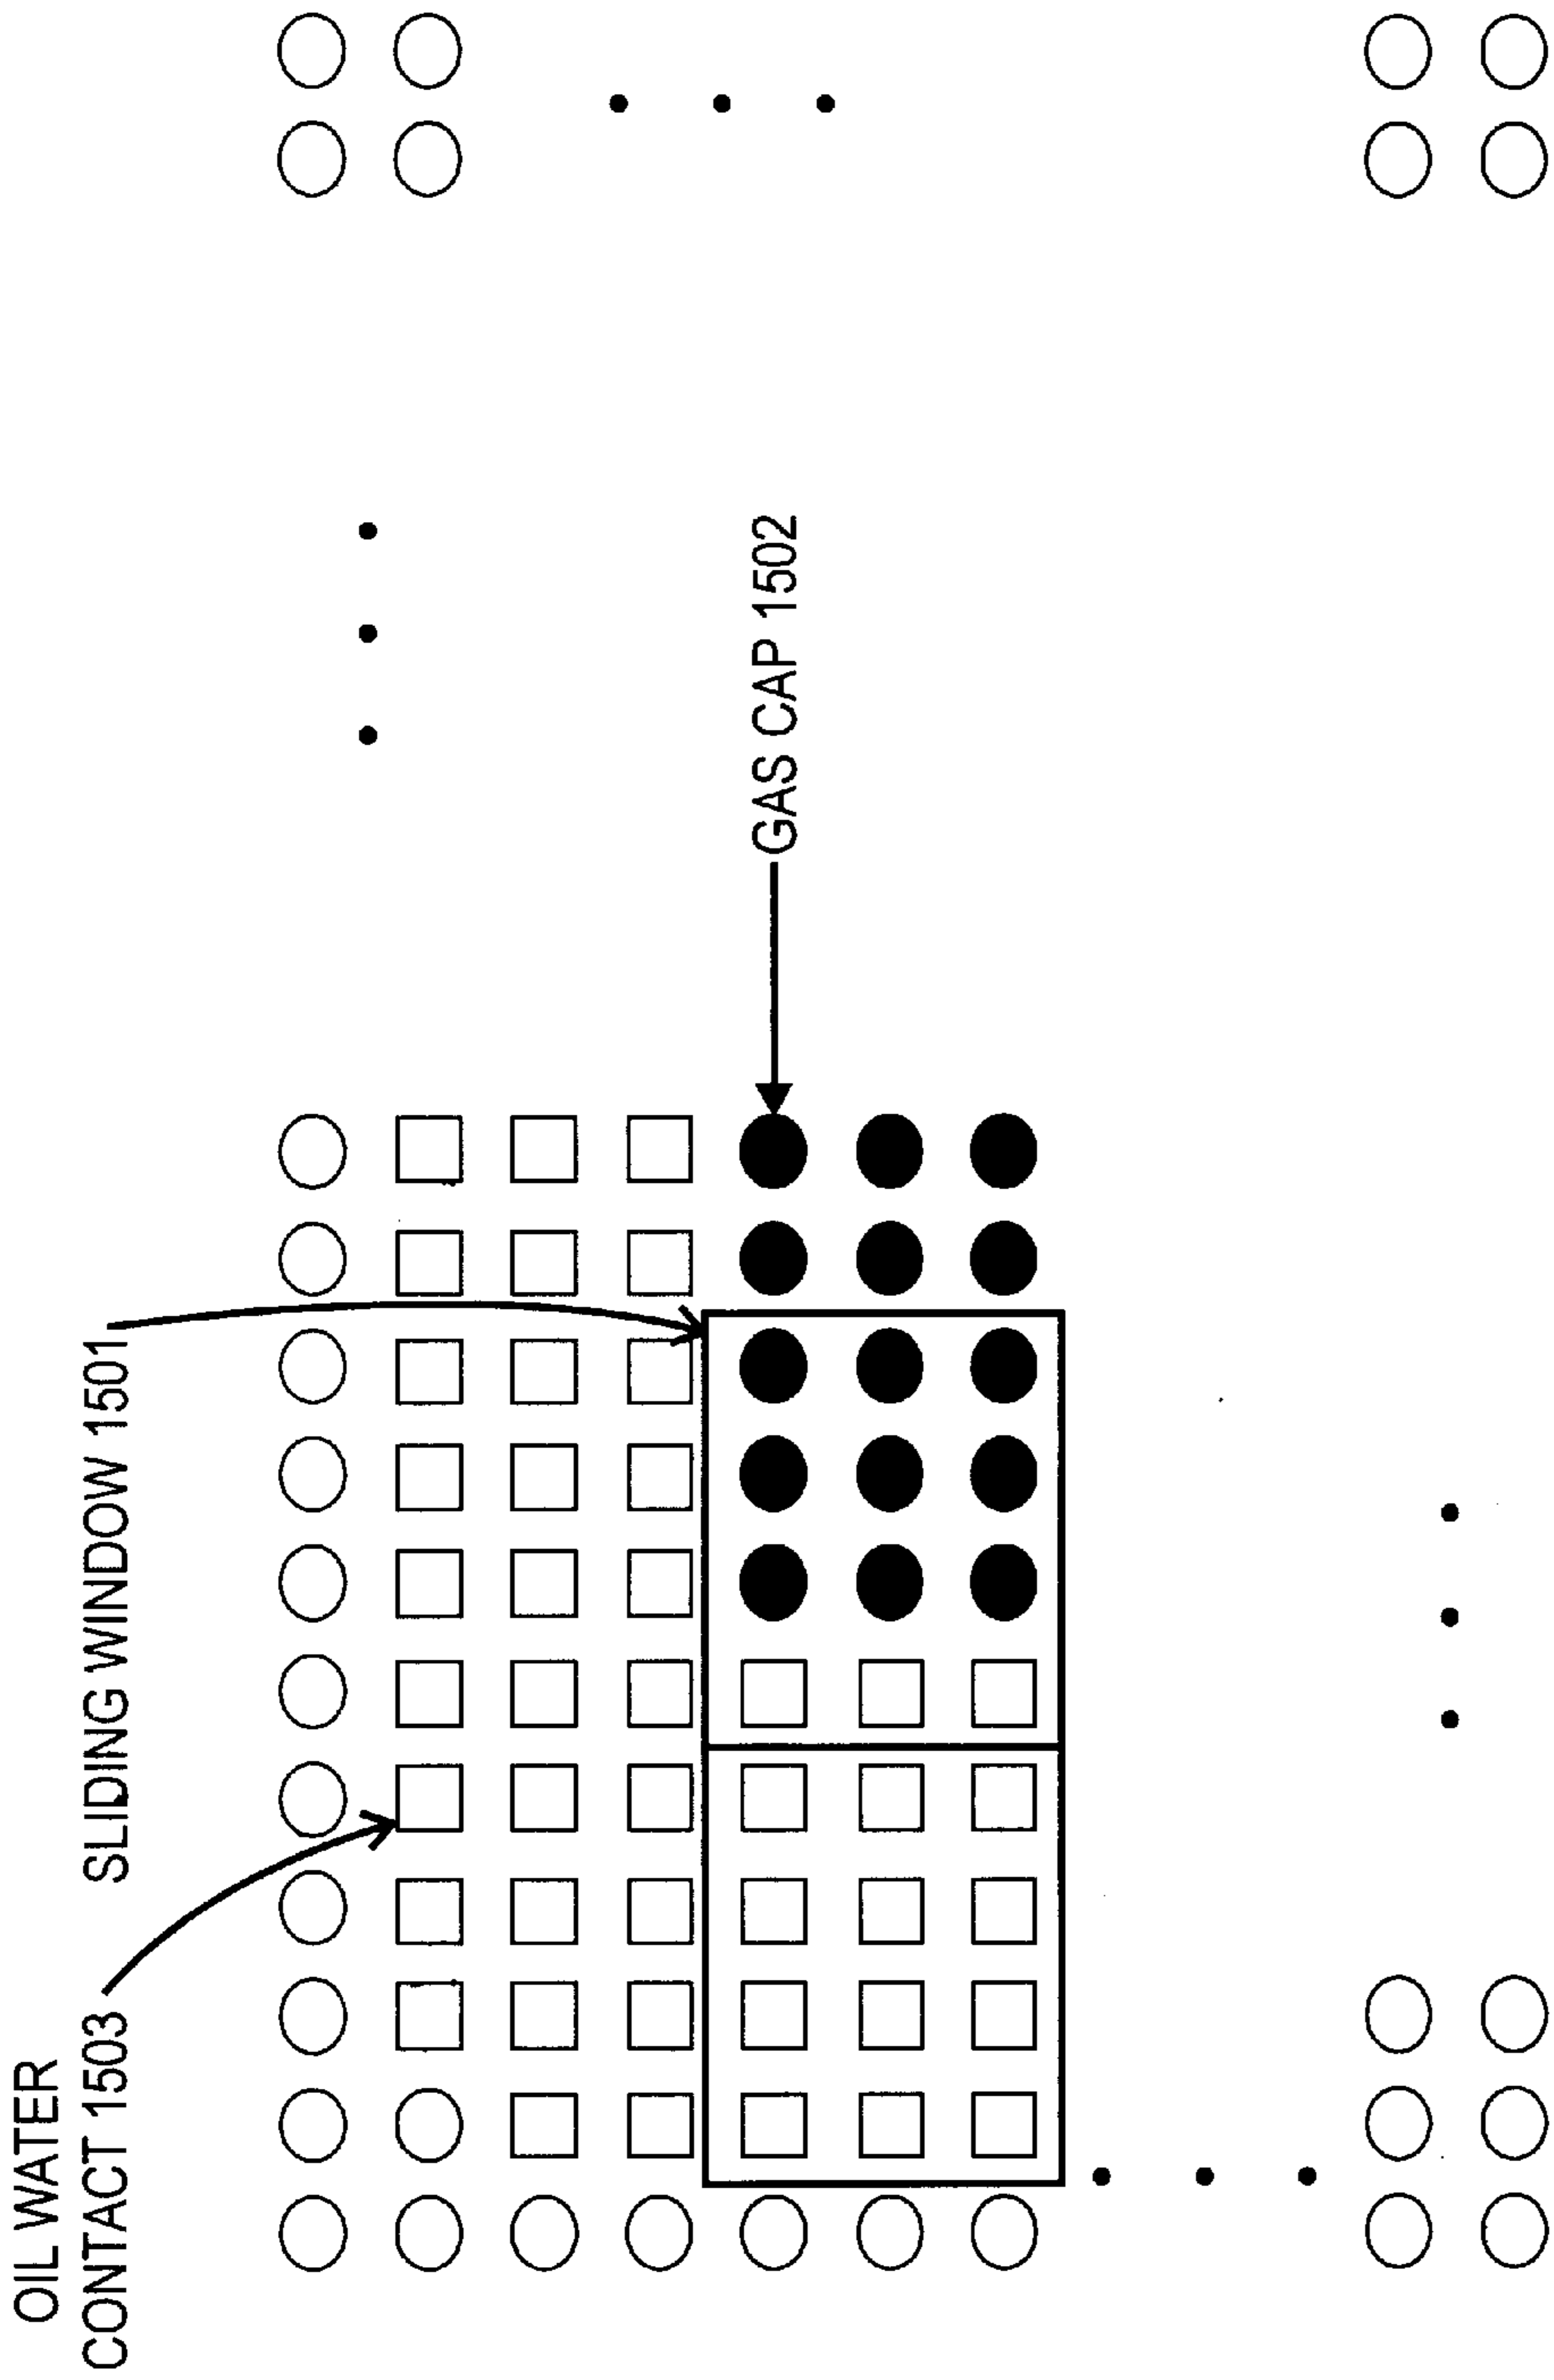 OIL WATER
CONTACT 1503
SLIDING WINDOW 1501
GAS CAP 1502